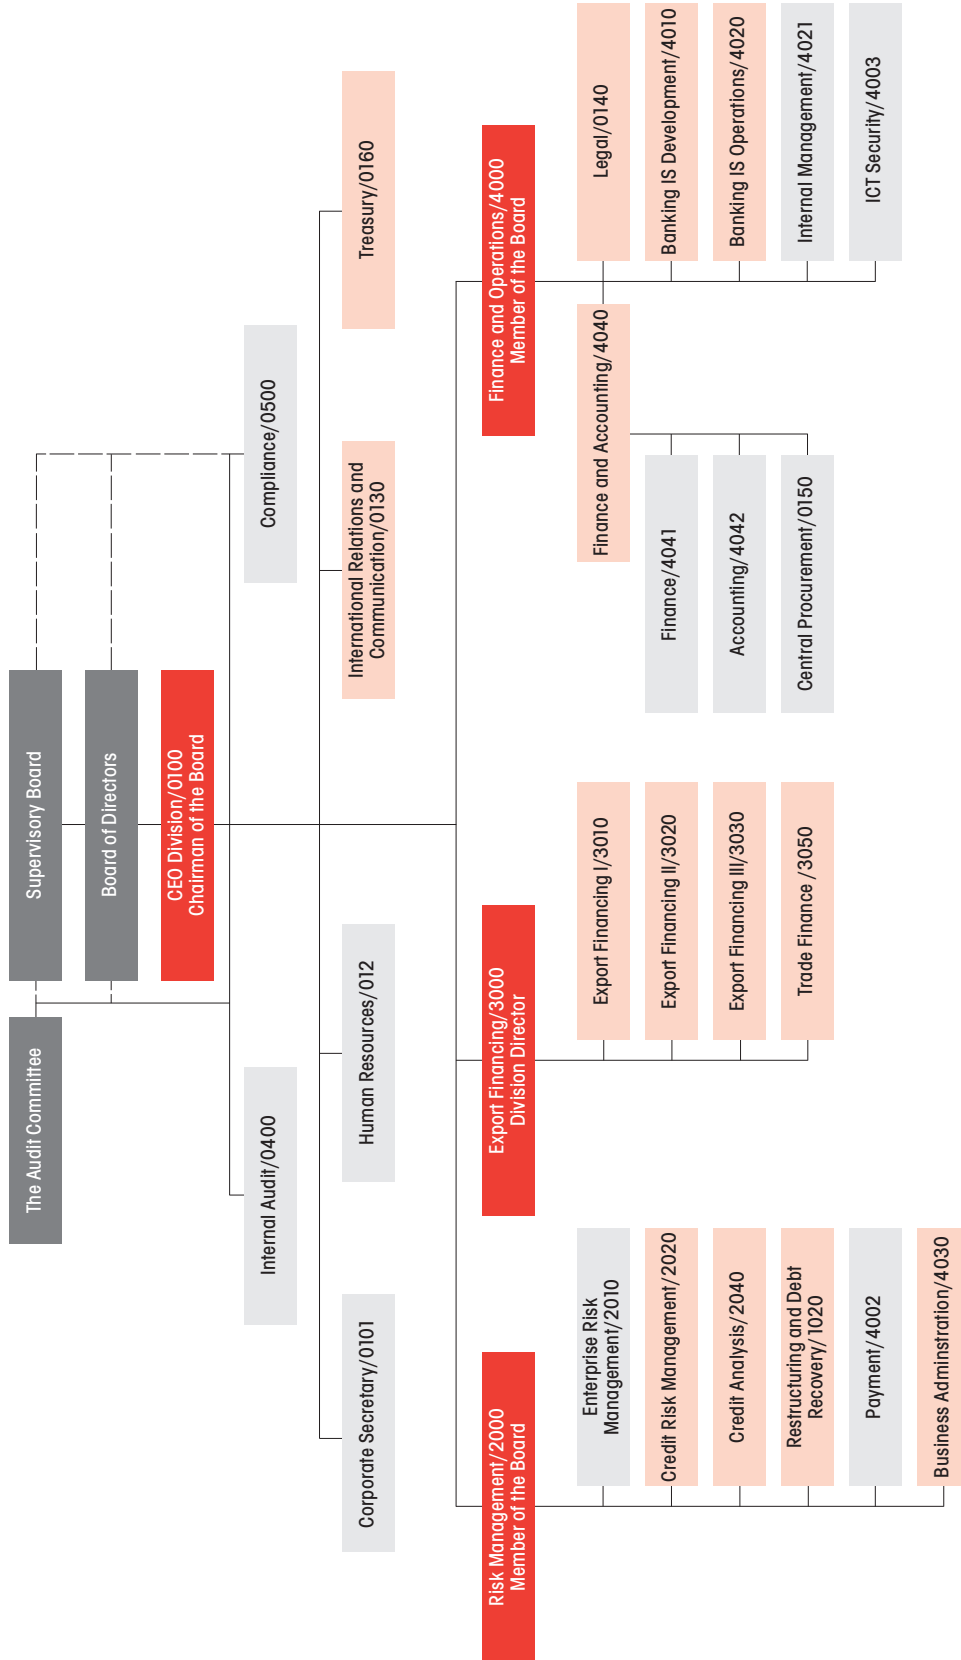 The Audit Committee
Supervisory Board
Board of Directors
CEO Division/0100
Chairman of the Board
Internal Audit/0400
Compliance/0500
Corporate Secretary/0101
Human Resources/012
International Relations and
Communication/0130
Treasury/0160
Risk Management/2000
Member of the Board
Export Financing/3000
Division Director
Finance and Operations/4000
Member of the Board
Enterprise Risk
Management/2010
Credit Risk Management/2020
Credit Analysis/2040
Restructuring and Debt
Recovery/1020
Payment/4002
Business Adminstration/4030
Export Financing I/3010
Export Financing II/3020
Export Financing III/3030
Trade Finance /3050
Finance and Accounting/4040
Finance/4041
Accounting/4042
Central Procurement/0150
Legal/0140
Banking IS Development/4010
Banking IS Operations/4020
Internal Management/4021
ICT Security/4003